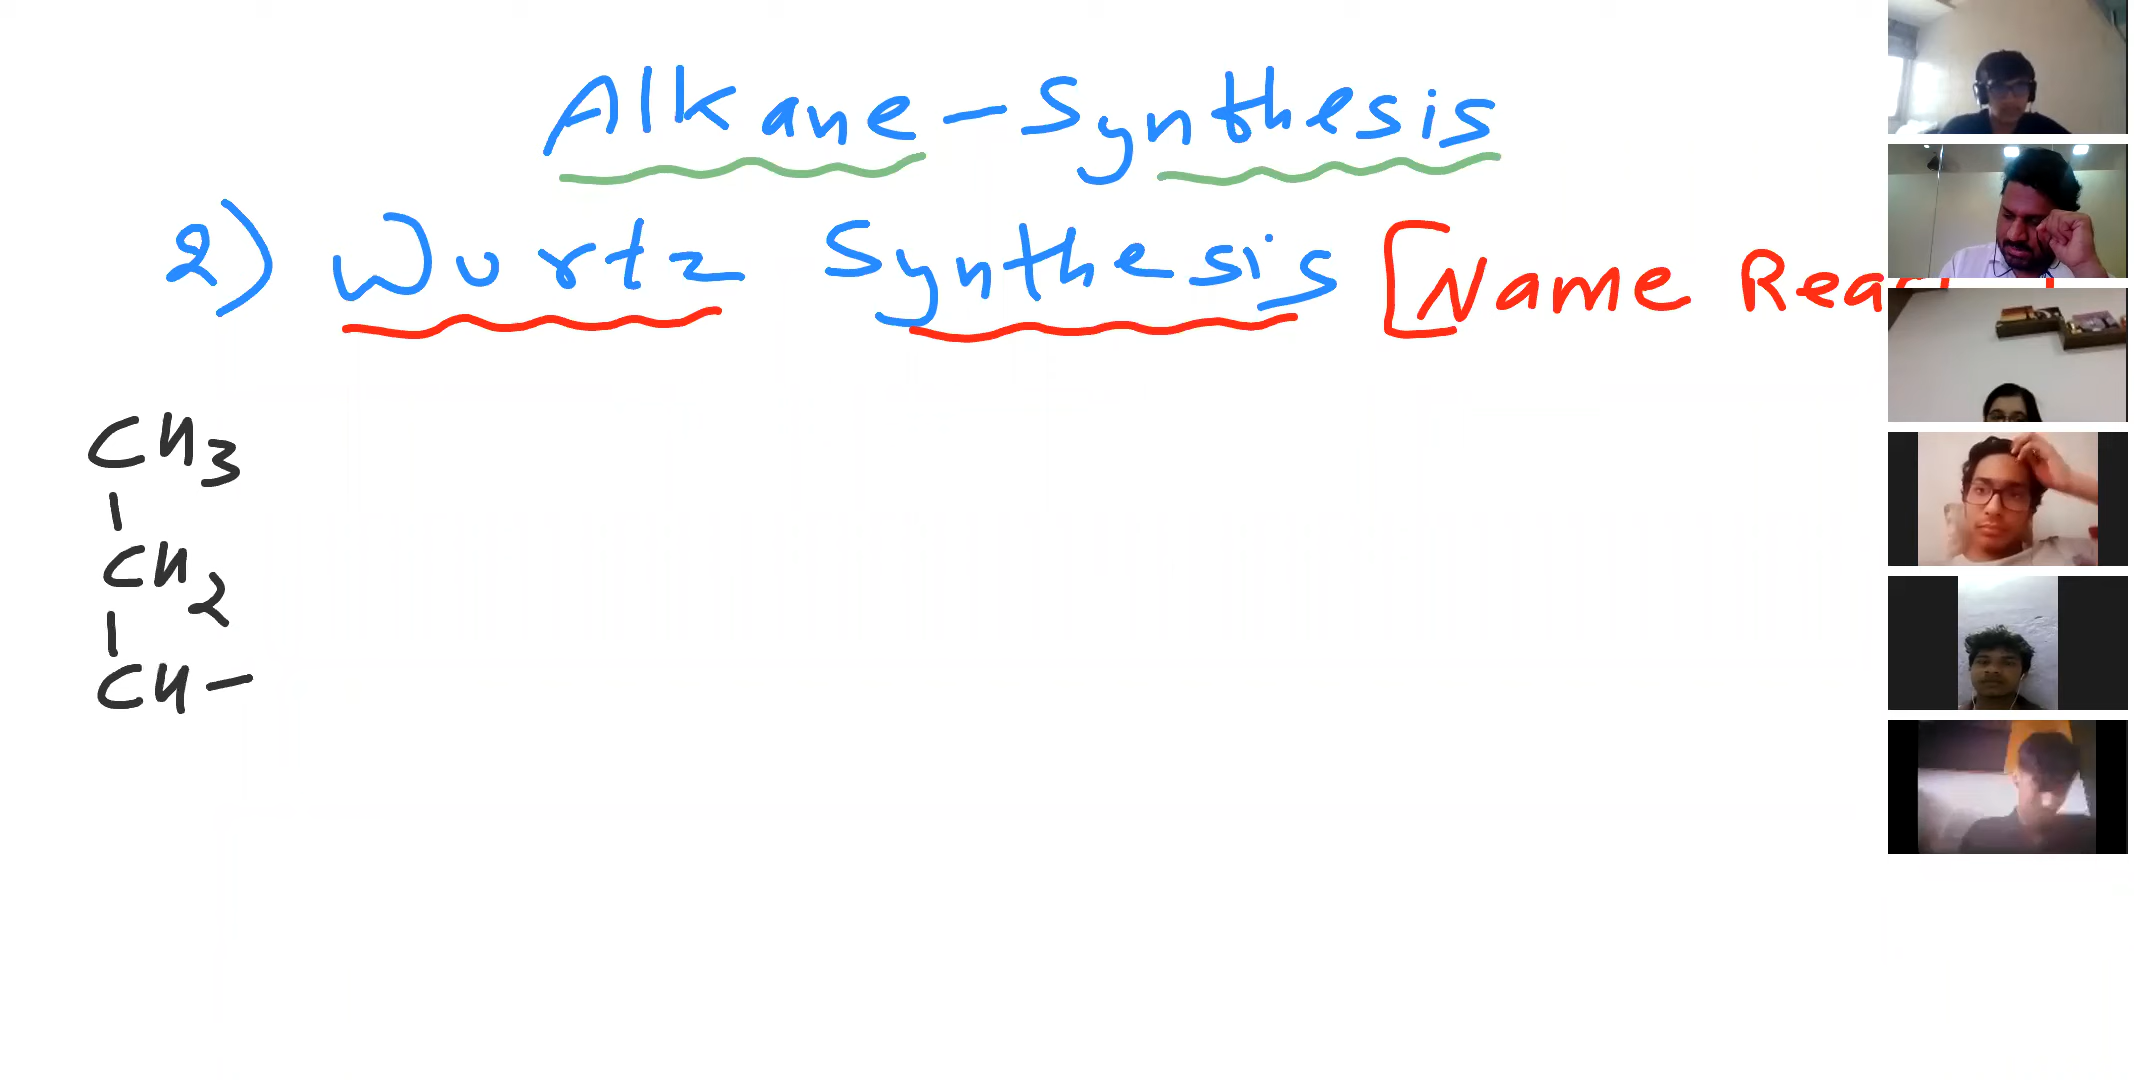 Alkane - Synthesis
2) Wurtz Synthesis [Name Rea
CH3
CH2
CH-